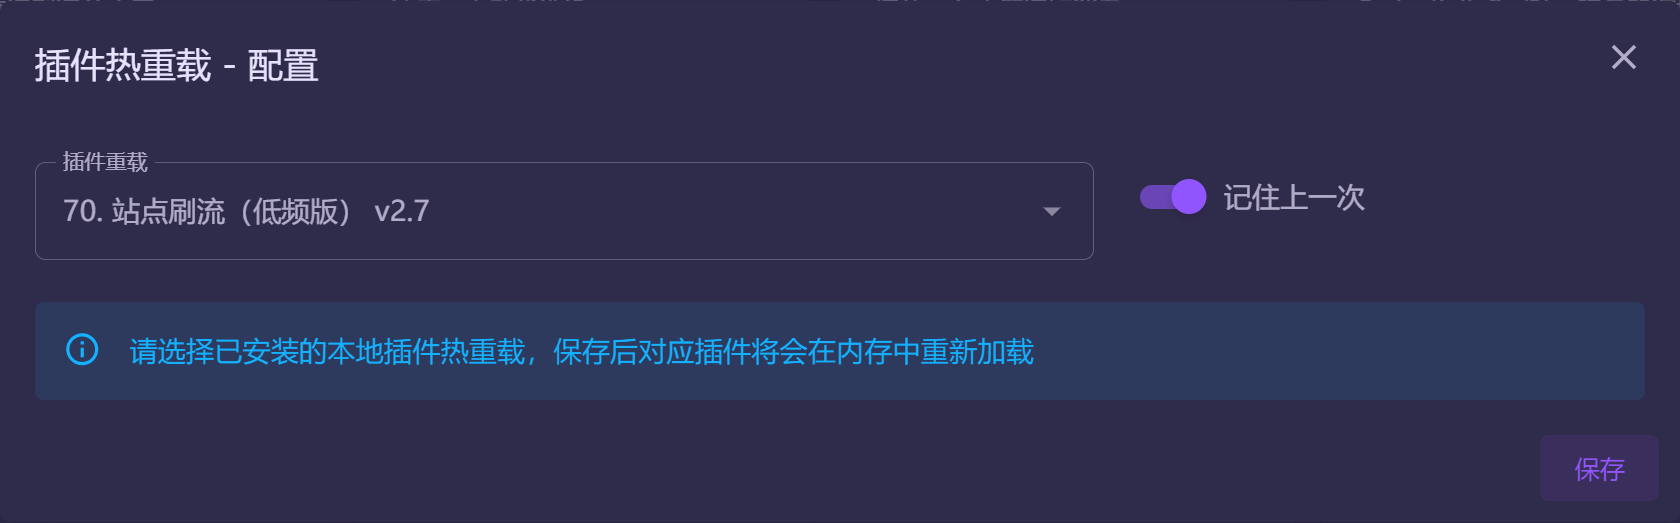 插件热重载 - 配置
插件重载
70. 站点刷流（低频版） v2.7
记住上一次
请选择已安装的本地插件热重载，保存后对应插件将会在内存中重新加载
保存